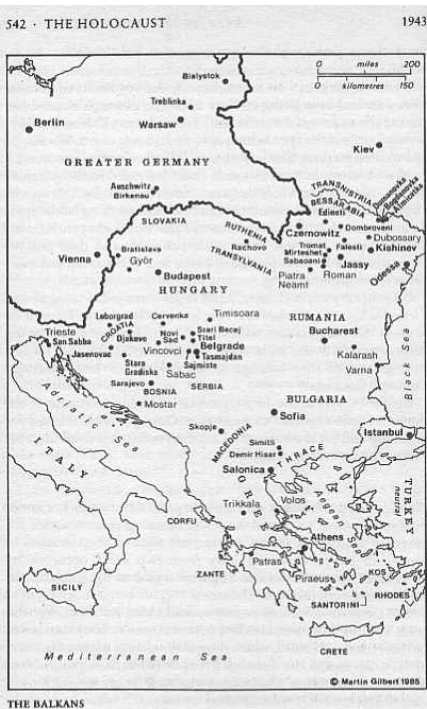 542 · THE HOLOCAUST 1943
miles
0 200
0 150
kilometres
Bialystok
Treblinka
Berlin
Warsaw
Kiev
GREATER GERMANY
Auschwitz
Birkenau
TRANSNISTRIA
BESSARABIA
SLOVAKIA
Edineti
Czernowitz
Dombroveni
Dubossary
RUTHENIA
Rachovo
TRANSYLVANIA
Tromat
Falesti
Kishinev
Mirteshet
Sabaoani
Jassy
Odessa
Vienna
Bratislava
Györ
Budapest
HUNGARY
Piatra
Neamt
Roman
Timisoara
RUMANIA
Loborgrad
Cervenka
CROATIA
Trieste
San Sabba
Djakovo
Novi
Sad
Stari Becej
Titel
Belgrade
Bucharest
Jasenovac
Vincovci
Tasmajdan
Kalarash
Stara
Gradiska
Sajmiste
Sabac
Varna
Black Sea
Sarajevo
BOSNIA
SERBIA
Mostar
BULGARIA
Sofia
Adriatic Sea
Skopje
MACEDONIA
Simitli
Demir Hisar
THRACE
Istanbul
ITALY
Salonica
GREECE
TURKEY
neutral
CORFU
Trikkala
Volos
Aegean Sea
Athens
Patras
Piraeus
ZANTE
KOS
RHODES
SICILY
SANTORINI
CRETE
Mediterranean Sea
© Martin Gilbert 1985
THE BALKANS